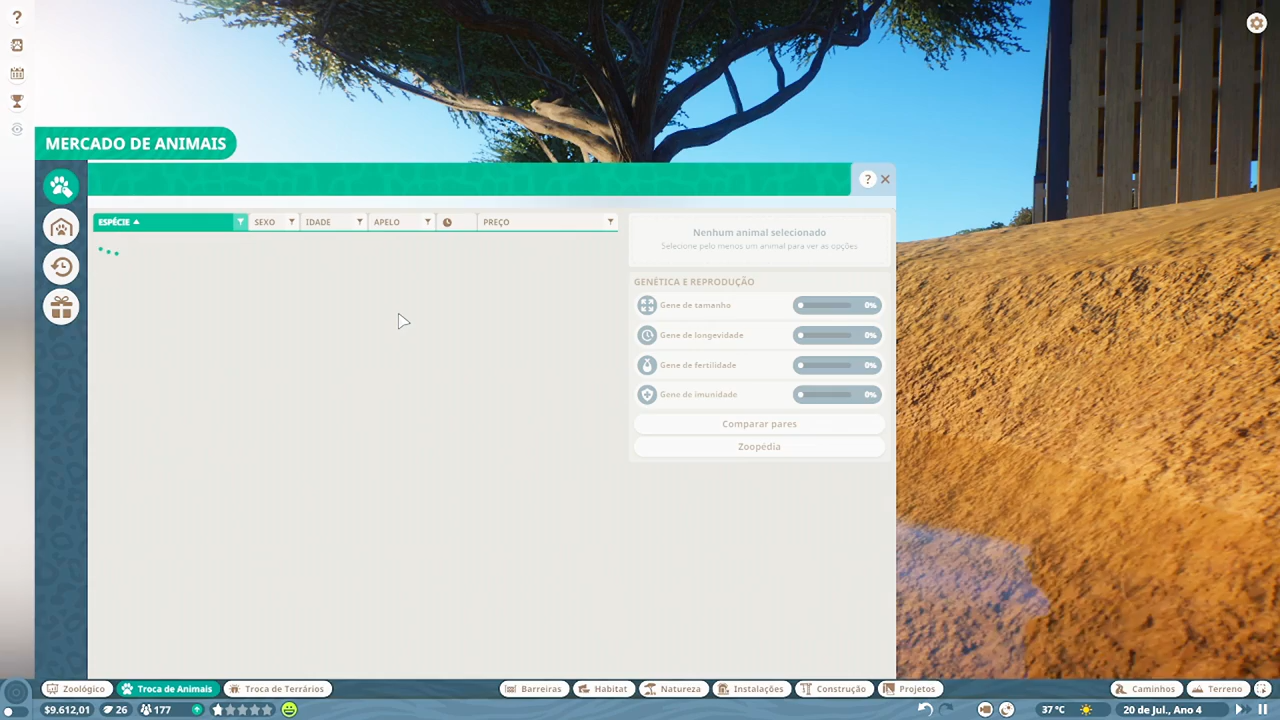 ?
MERCADO DE ANIMAIS
? ×
ESPÉCIE SEXO IDADE APELO PREÇO
Nenhum animal selecionado
Selecione pelo menos um animal para ver as opções
GENÉTICA E REPRODUÇÃO
Gene de tamanho 0%
Gene de longevidade 0%
Gene de fertilidade 0%
Gene de imunidade 0%
Comparar pares
Zoopédia
Zoológico Troca de Animais Troca de Terrários Barreiras Habitat Natureza Instalações Construção Projetos Caminhos Terreno
$9.612,01 26 177 37 °C 20 de Jul., Ano 4